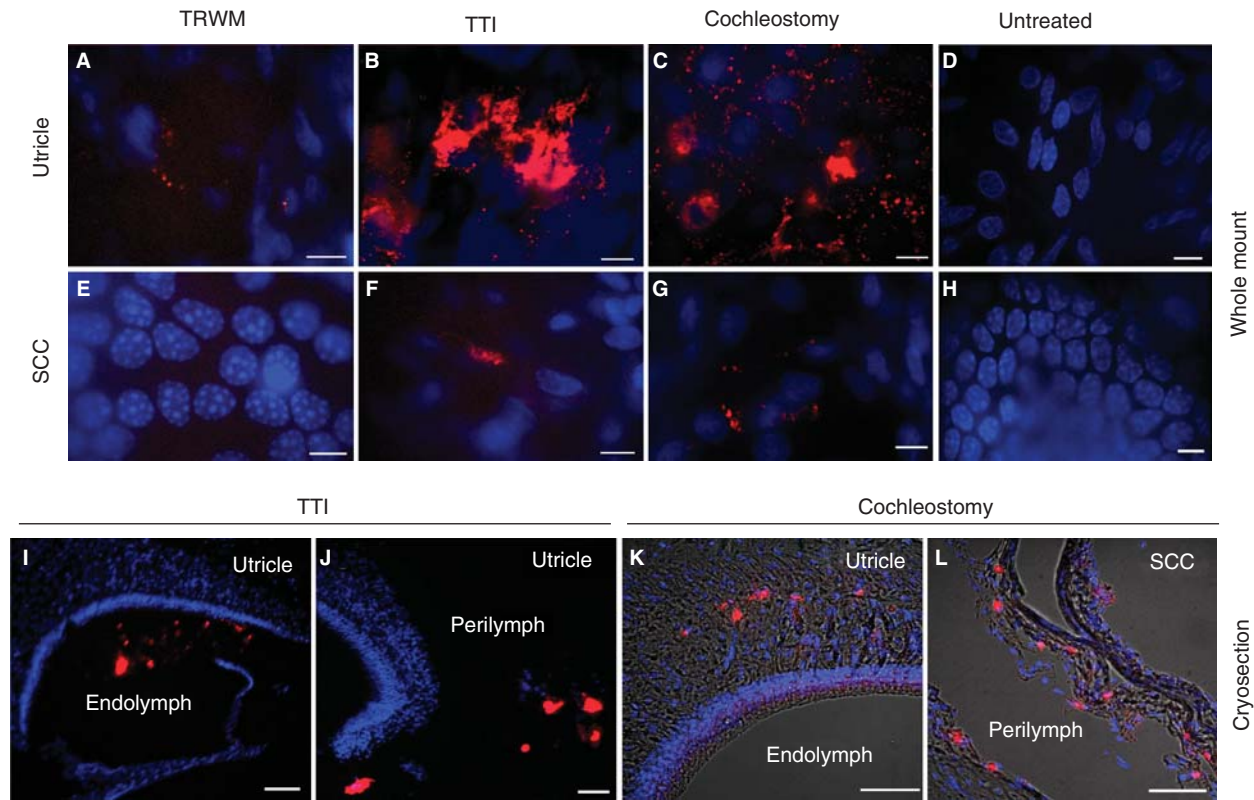 TRWM
TTI
Cochleostomy
Untreated
Utricle
A
B
C
D
SCC
E
F
G
H
Whole mount
TTI
Cochleostomy
I
Utricle
Endolymph
J
Utricle
Perilymph
K
Utricle
Endolymph
L
SCC
Perilymph
Cryosection